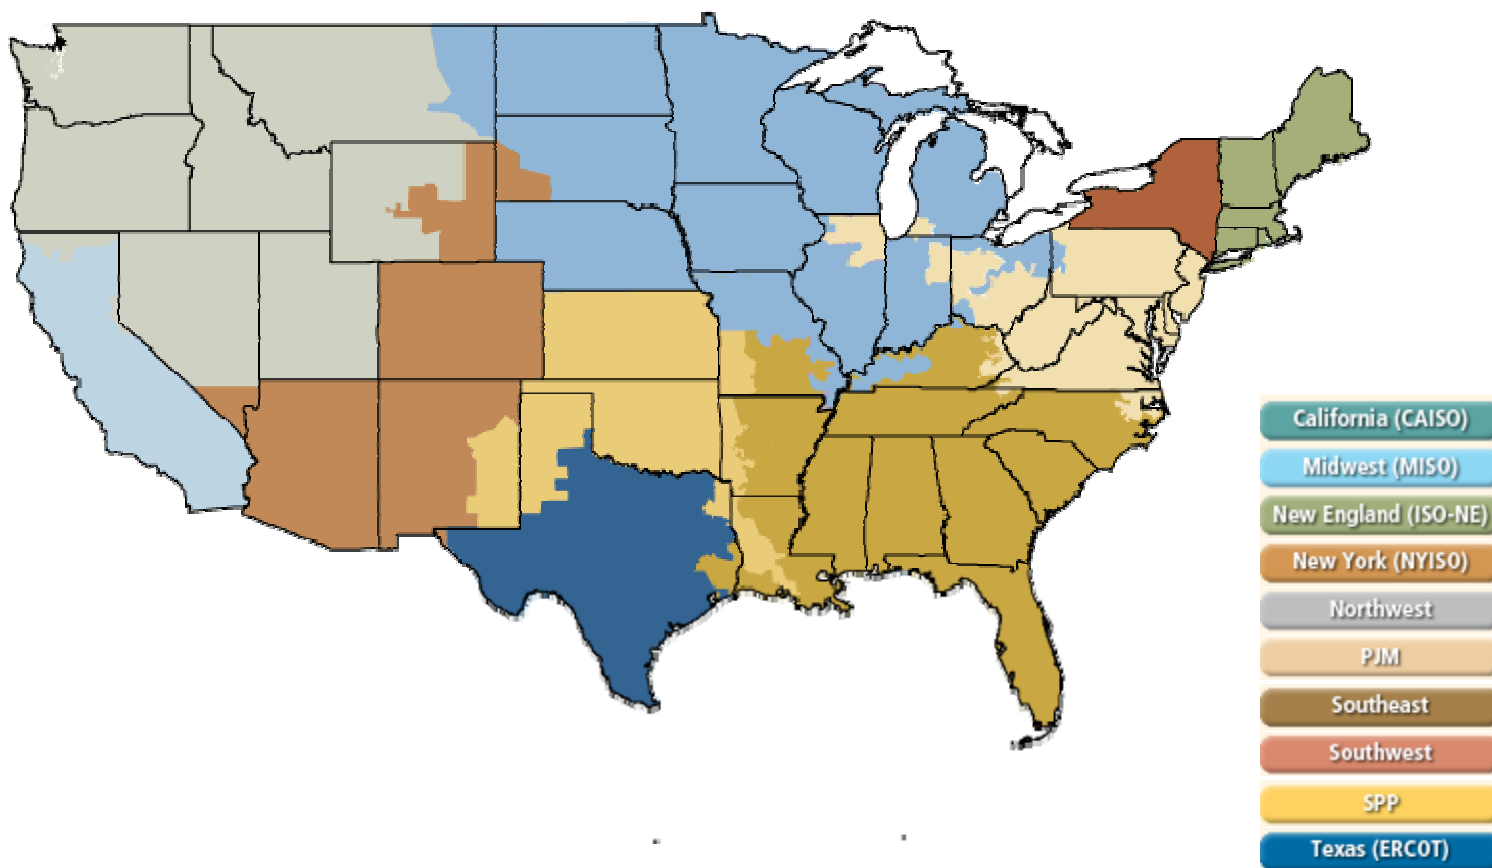 California (CAISO)
Midwest (MISO)
New England (ISO-NE)
New York (NYISO)
Northwest
PJM
Southeast
Southwest
SPP
Texas (ERCOT)